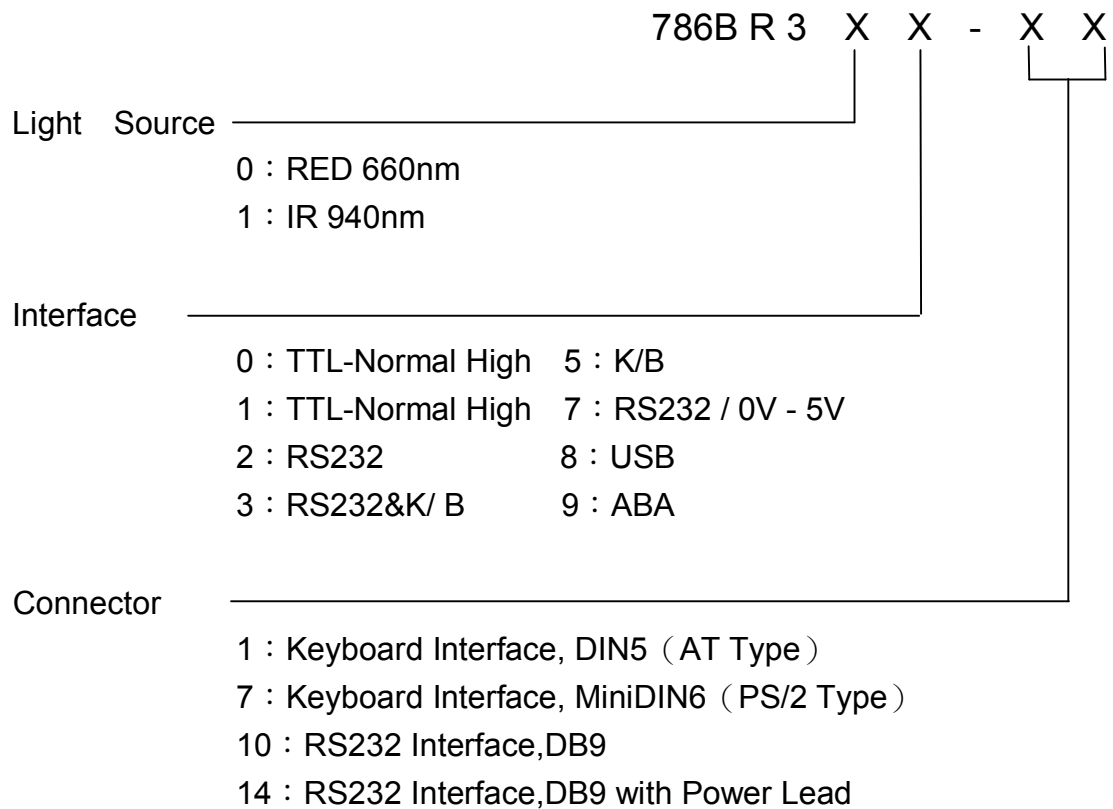 786B R 3 X X - X X
Light Source
0：RED 660nm
1：IR 940nm
Interface
0：TTL-Normal High 5：K/B
1：TTL-Normal High 7：RS232 / 0V - 5V
2：RS232 8：USB
3：RS232&K/ B 9：ABA
Connector
1：Keyboard Interface, DIN5（AT Type）
7：Keyboard Interface, MiniDIN6（PS/2 Type）
10：RS232 Interface,DB9
14：RS232 Interface,DB9 with Power Lead